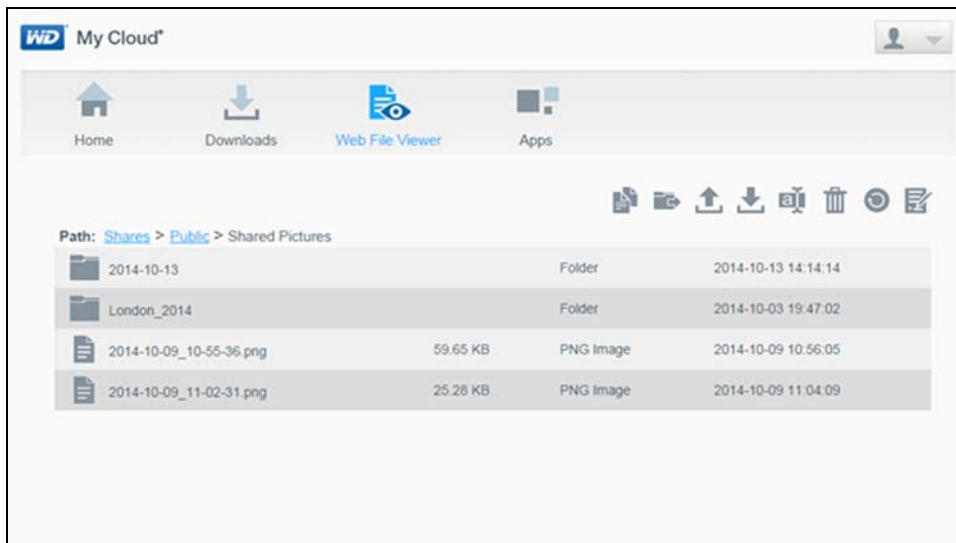 WD My Cloud*
Home Downloads Web File Viewer Apps
Path: Shares > Public > Shared Pictures
2014-10-13 Folder 2014-10-13 14:14:14
London_2014 Folder 2014-10-03 19:47:02
2014-10-09_10-55-36.png 59.65 KB PNG Image 2014-10-09 10:56:05
2014-10-09_11-02-31.png 25.28 KB PNG Image 2014-10-09 11:04:09